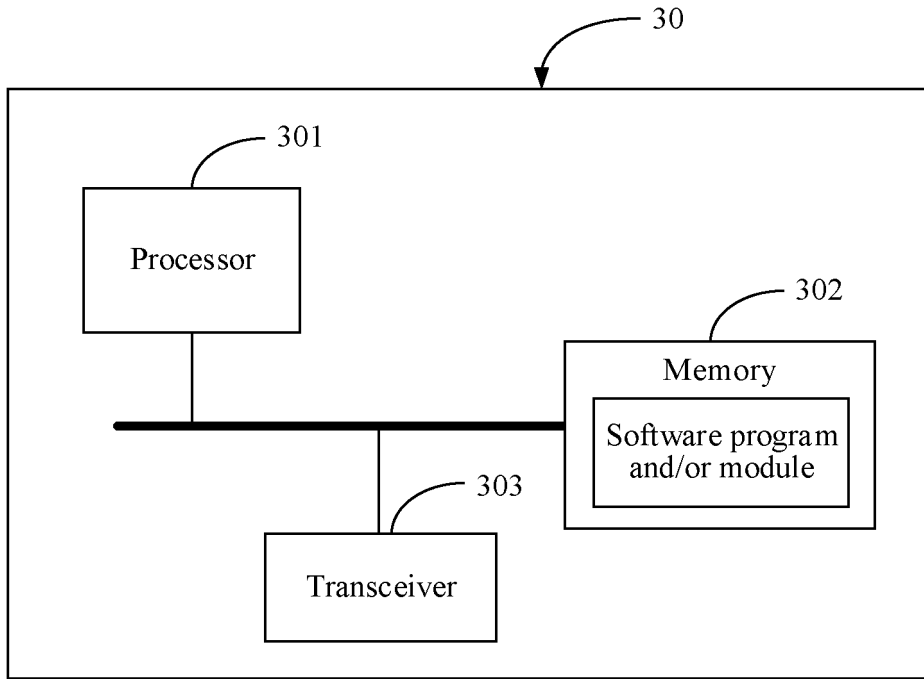 30
301
Processor
302
Memory
Software program
and/or module
303
Transceiver